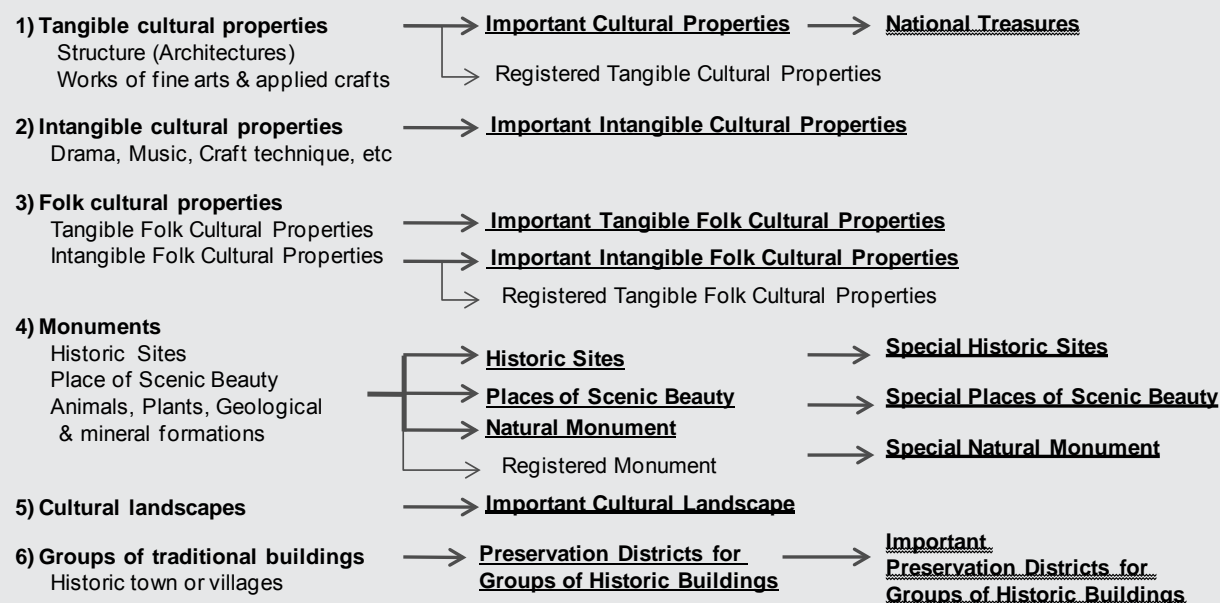 1) Tangible cultural properties
Structure (Architectures)
Works of fine arts & applied crafts
Important Cultural Properties
National Treasures
Registered Tangible Cultural Properties
2) Intangible cultural properties
Drama, Music, Craft technique, etc
Important Intangible Cultural Properties
3) Folk cultural properties
Tangible Folk Cultural Properties
Intangible Folk Cultural Properties
Important Tangible Folk Cultural Properties
Important Intangible Folk Cultural Properties
Registered Tangible Folk Cultural Properties
4) Monuments
Historic Sites
Place of Scenic Beauty
Animals, Plants, Geological
& mineral formations
Historic Sites
Special Historic Sites
Places of Scenic Beauty
Special Places of Scenic Beauty
Natural Monument
Special Natural Monument
Registered Monument
5) Cultural landscapes
Important Cultural Landscape
6) Groups of traditional buildings
Historic town or villages
Preservation Districts for
Groups of Historic Buildings
Important
Preservation Districts for
Groups of Historic Buildings